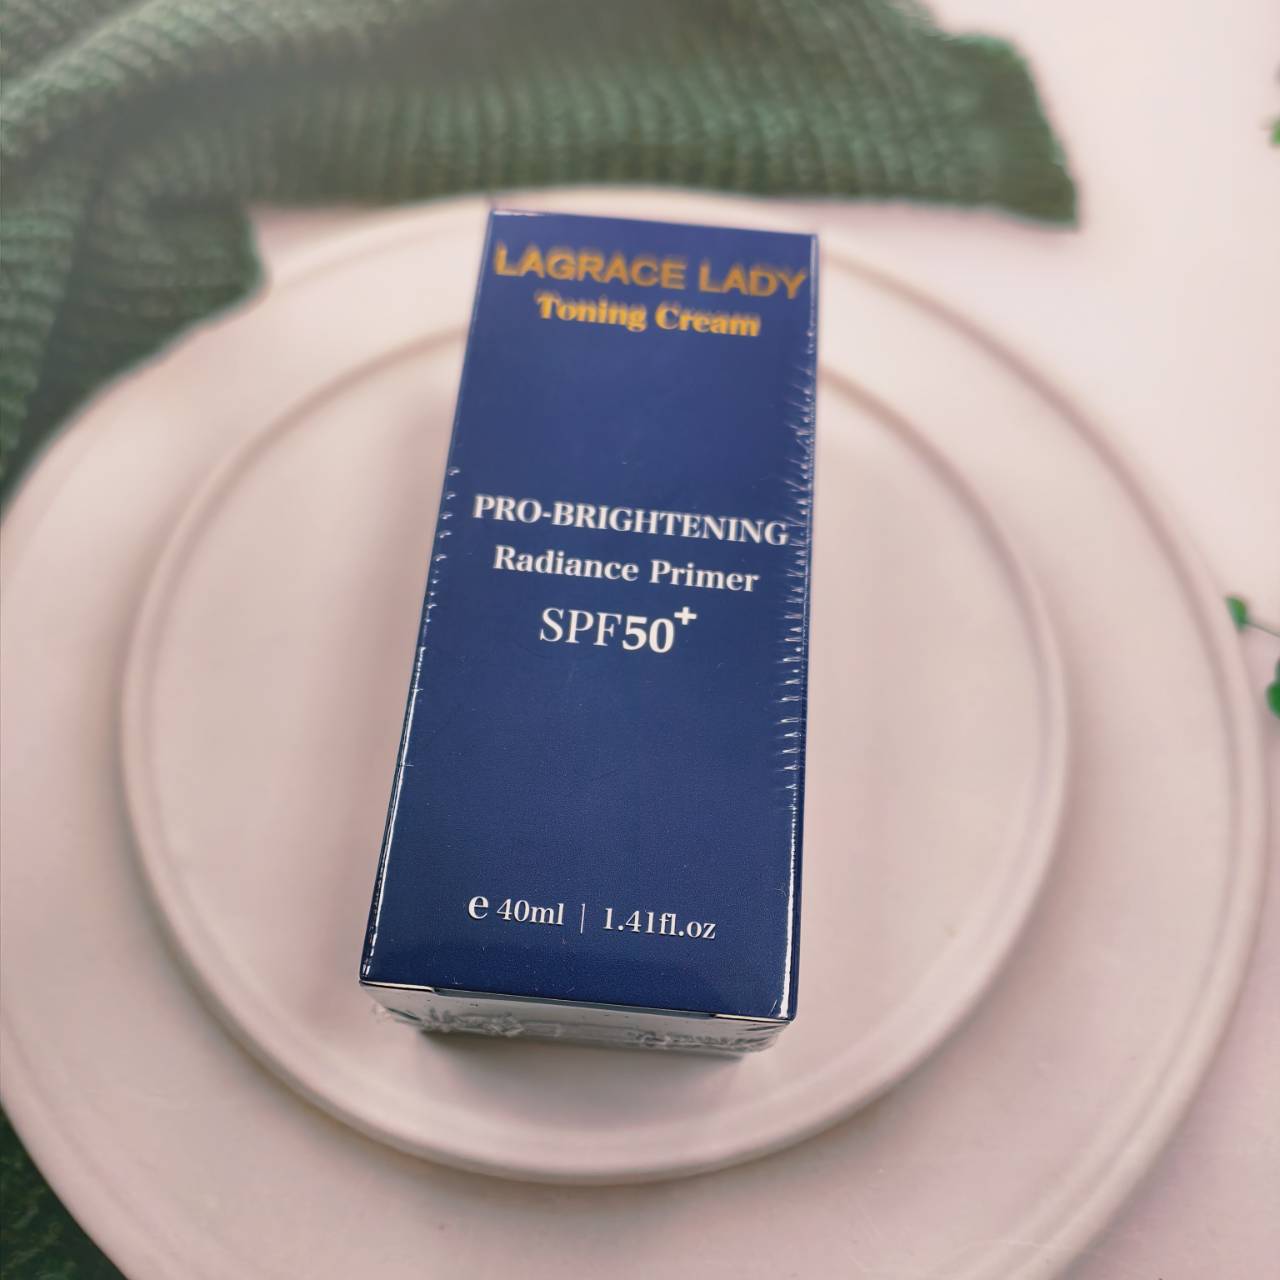 LAGRACE LADY
Toning Cream
PRO-BRIGHTENING
Radiance Primer
SPF50+
e 40ml | 1.41fl.oz